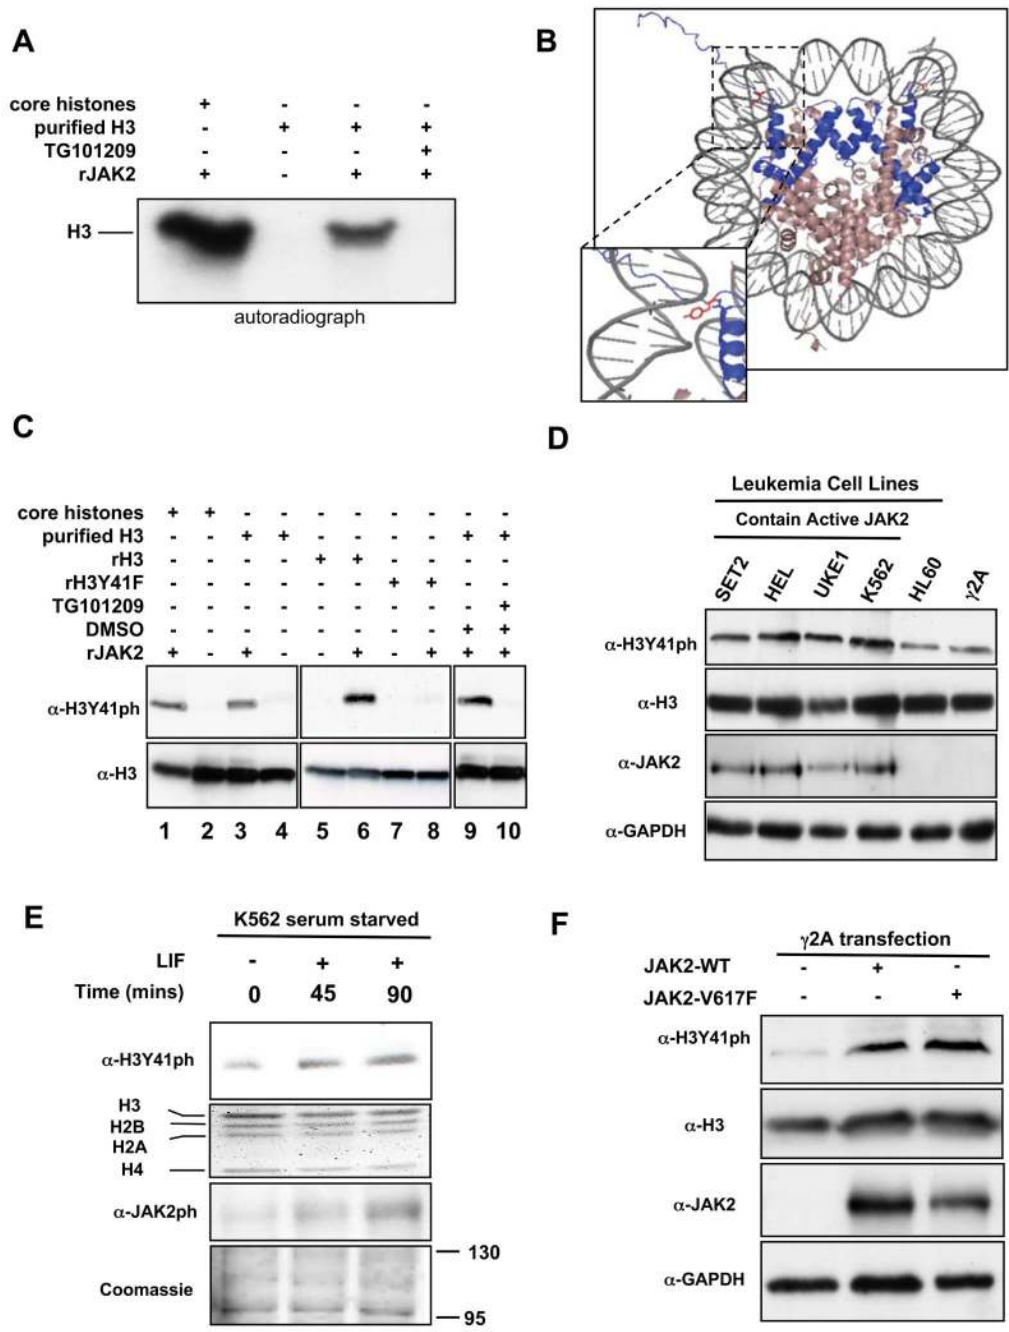 A
core histones + - - -
purified H3 - + + +
TG101209 - - - +
rJAK2 + - + +
H3
autoradiograph
B
C
core histones + + - - - - - - - -
purified H3 - - + + - - - - + +
rH3 - - - - + + - - - -
rH3Y41F - - - - - - + + - -
TG101209 - - - - - - - - - +
DMSO - - - - - - - - + +
rJAK2 + - + - - + - + + +
α-H3Y41ph
α-H3
1 2 3 4 5 6 7 8 9 10
D
Leukemia Cell Lines
Contain Active JAK2
SET2 HEL UKE1 K562 HL60 γ2A
α-H3Y41ph
α-H3
α-JAK2
α-GAPDH
E
K562 serum starved
LIF - + +
Time (mins) 0 45 90
α-H3Y41ph
H3
H2B
H2A
H4
α-JAK2ph
130
Coomassie
95
F
γ2A transfection
JAK2-WT - + -
JAK2-V617F - - +
α-H3Y41ph
α-H3
α-JAK2
α-GAPDH